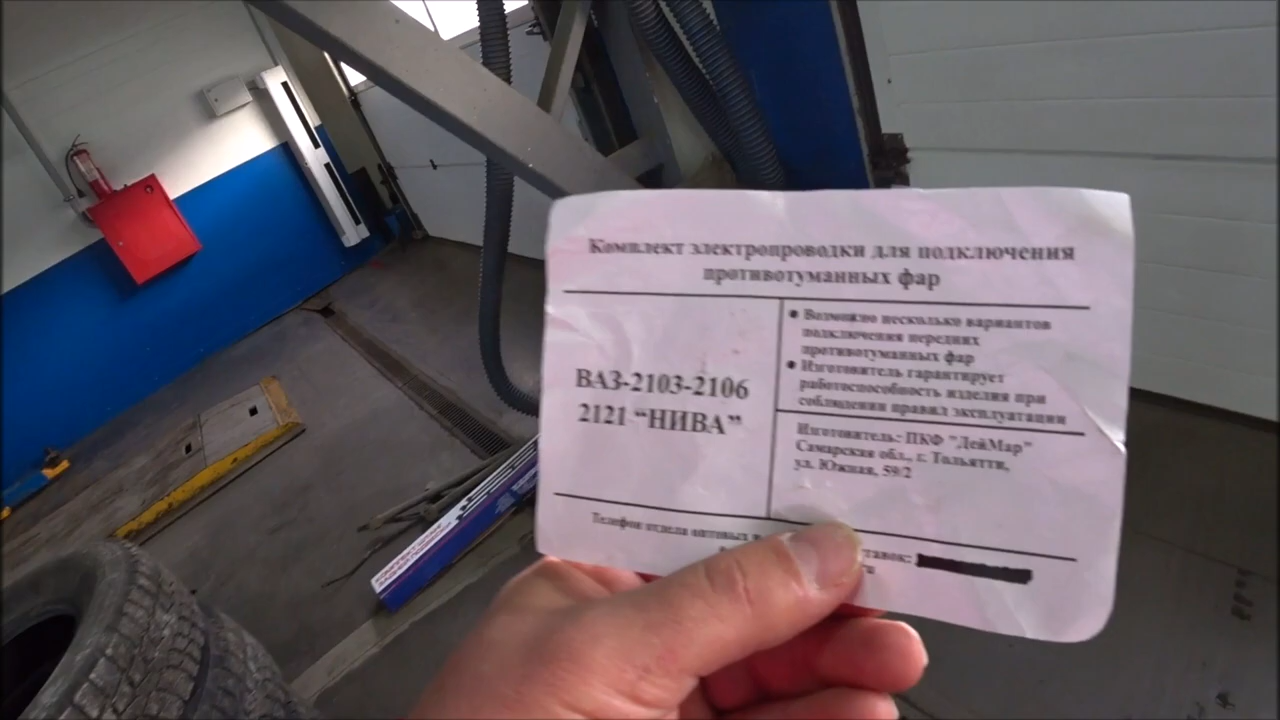 Комплект электропроводки для подключения
противотуманных фар
ВАЗ-2103-2106
2121 “НИВА”
● Возможно несколько вариантов
подключения передних
противотуманных фар
● Изготовитель гарантирует
работоспособность изделия при
соблюдении правил эксплуатации
Изготовитель: ПКФ "ДейМар"
Самарская обл., г. Тольятти,
ул. Южная, 59/2
Телефон отдела оптовых